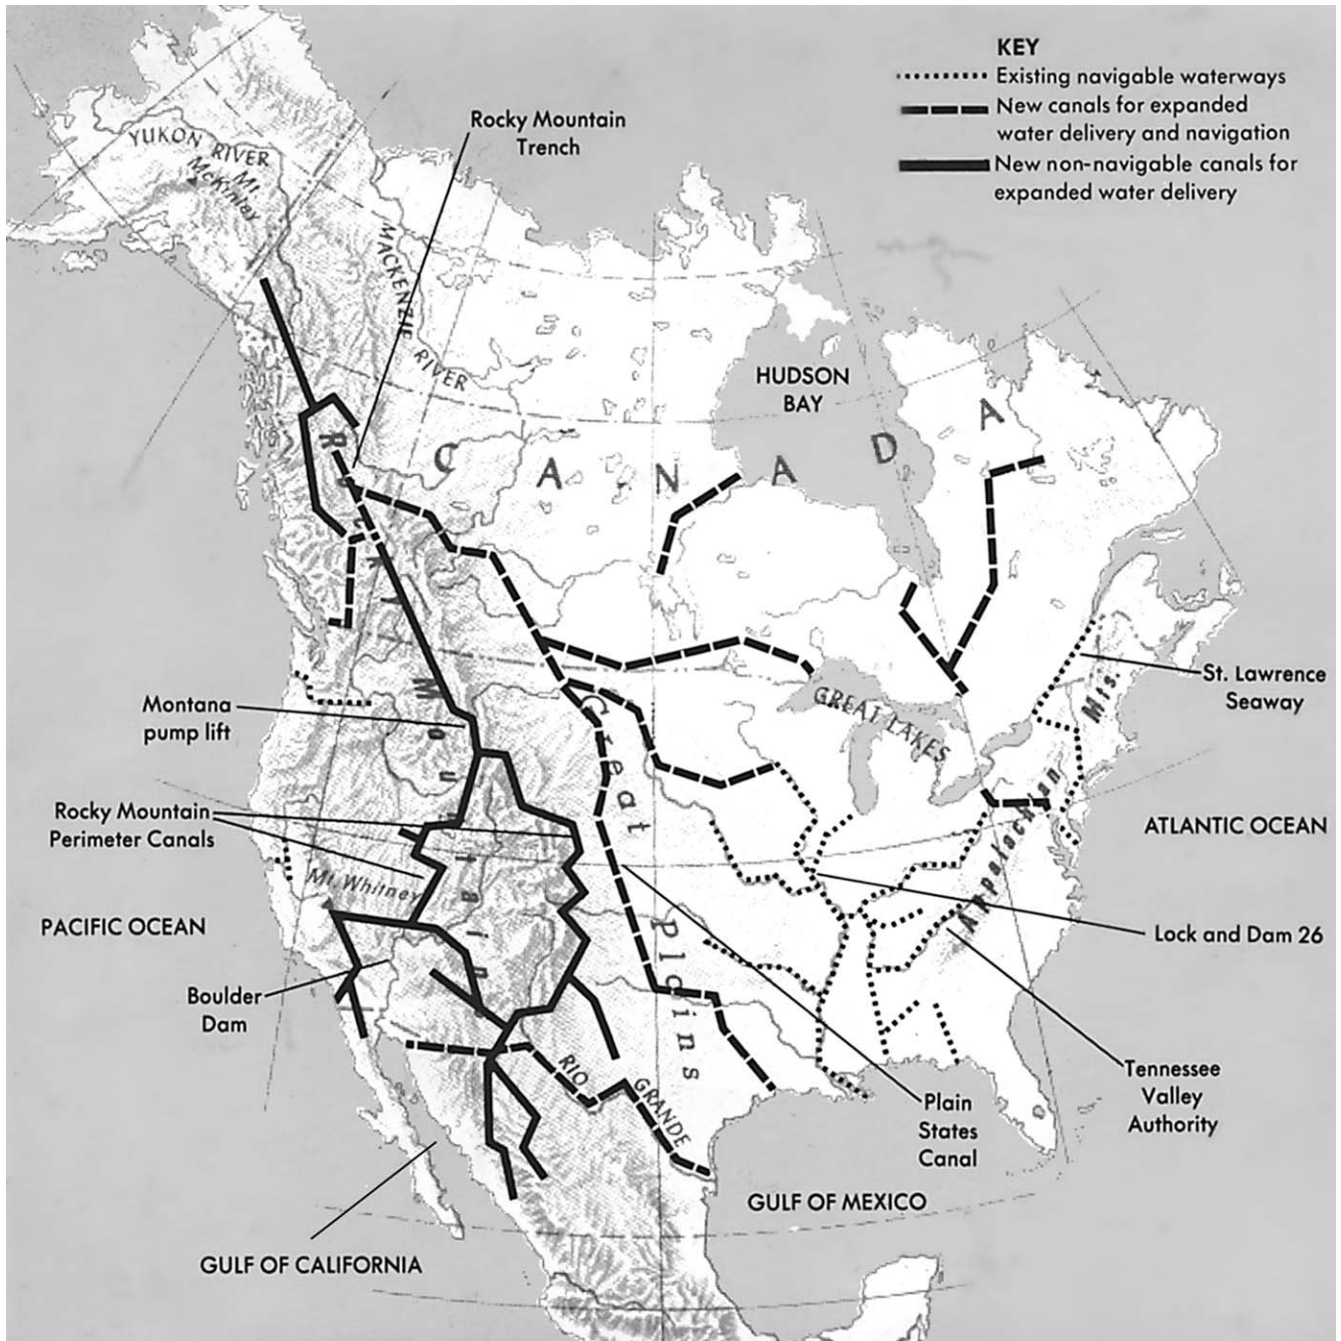 KEY
Existing navigable waterways
New canals for expanded
water delivery and navigation
New non-navigable canals for
expanded water delivery
Rocky Mountain
Trench
YUKON RIVER
Mt.
McKinley
MACKENZIE RIVER
HUDSON
BAY
CANADA
Rocky Mountains
Montana
pump lift
GREAT LAKES
St. Lawrence
Seaway
Appalachian Mts.
Great Plains
Rocky Mountain
Perimeter Canals
ATLANTIC OCEAN
Mt. Whitney
PACIFIC OCEAN
Lock and Dam 26
Boulder
Dam
RIO GRANDE
Tennessee
Valley
Authority
Plain
States
Canal
GULF OF MEXICO
GULF OF CALIFORNIA